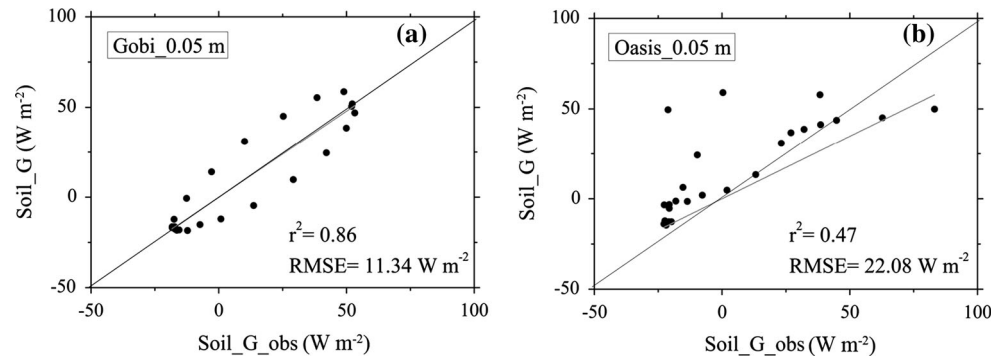 (a)
Gobi_0.05 m
100
50
0
-50
Soil_G (W m⁻²)
r²= 0.86
RMSE= 11.34 W m⁻²
-50 0 50 100
Soil_G_obs (W m⁻²)
(b)
Oasis_0.05 m
100
50
0
-50
Soil_G (W m⁻²)
r²= 0.47
RMSE= 22.08 W m⁻²
-50 0 50 100
Soil_G_obs (W m⁻²)